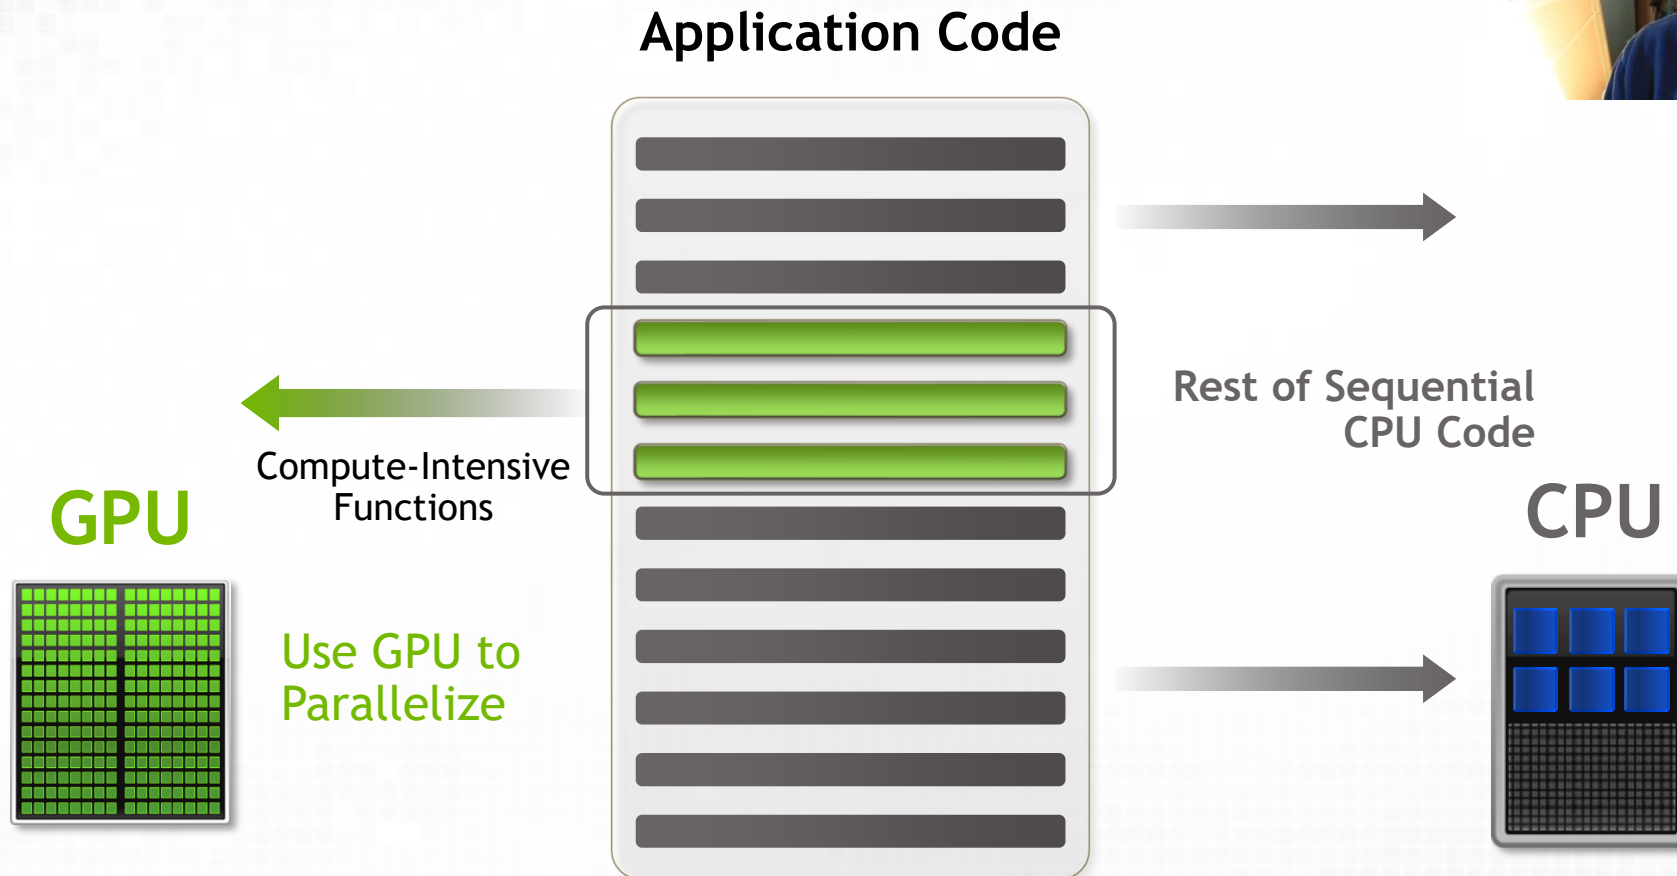 Application Code
Rest of Sequential
CPU Code
Compute-Intensive
Functions
GPU
CPU
Use GPU to
Parallelize